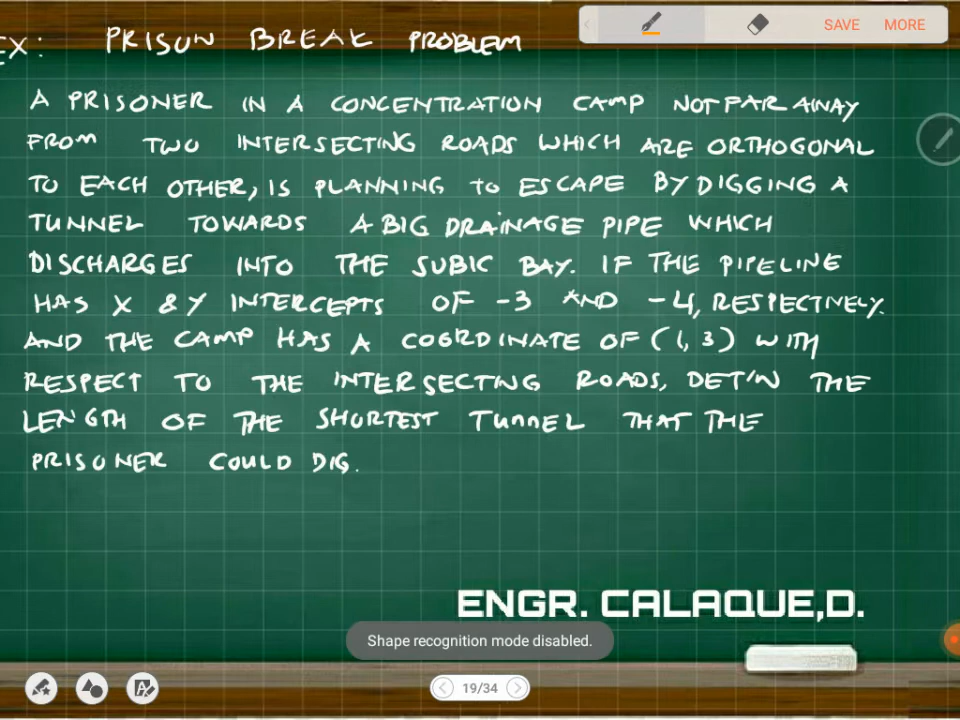 EX: PRISON BREAK PROBLEM
SAVE MORE
A PRISONER IN A CONCENTRATION CAMP NOT FAR AWAY
FROM TWO INTERSECTING ROADS WHICH ARE ORTHOGONAL
TO EACH OTHER, IS PLANNING TO ESCAPE BY DIGGING A
TUNNEL TOWARDS A BIG DRAINAGE PIPE WHICH
DISCHARGES INTO THE SUBIC BAY. IF THE PIPELINE
HAS X & Y INTERCEPTS OF -3 AND -4, RESPECTIVELY.
AND THE CAMP HAS A COORDINATE OF (1, 3) WITH
RESPECT TO THE INTERSECTING ROADS, DET'N THE
LENGTH OF THE SHORTEST TUNNEL THAT THE
PRISONER COULD DIG.
ENGR. CALAQUE,D.
Shape recognition mode disabled.
19/34